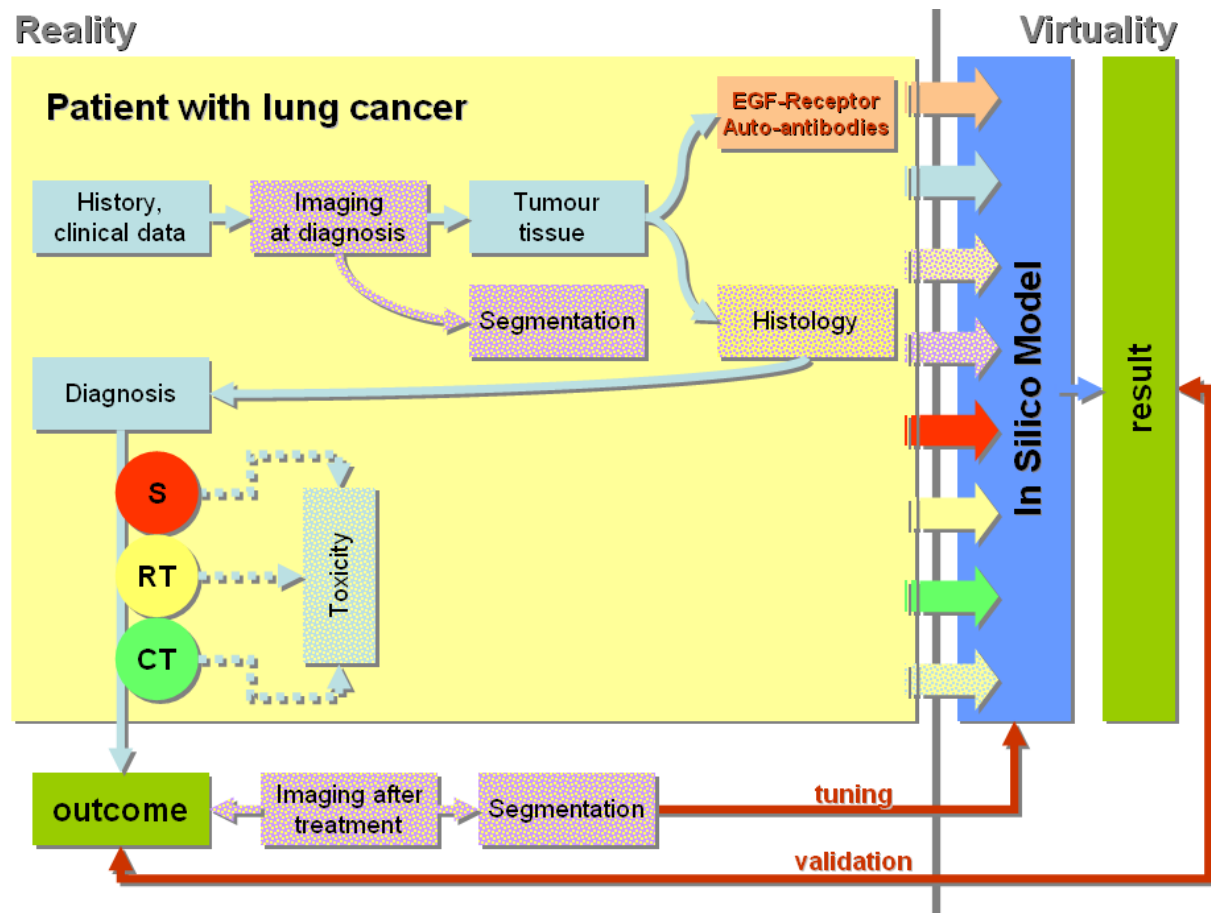 Reality
Virtuality
Patient with lung cancer
EGF-Receptor
Auto-antibodies
History,
clinical data
Imaging
at diagnosis
Tumour
tissue
Segmentation
Histology
Diagnosis
S
RT
CT
Toxicity
In Silico Model
result
outcome
Imaging after
treatment
Segmentation
tuning
validation